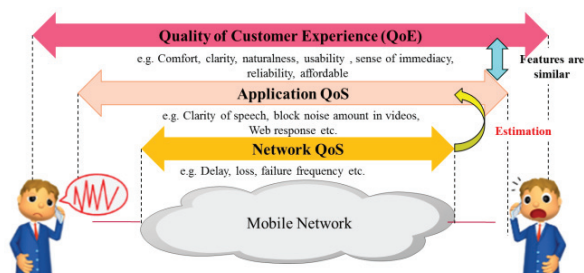 Quality of Customer Experience (QoE)
e.g. Comfort, clarity, naturalness, usability , sense of immediacy,
reliability, affordable
Features are
similar
Application QoS
e.g. Clarity of speech, block noise amount in videos,
Web response etc.
Estimation
Network QoS
e.g. Delay, loss, failure frequency etc.
Mobile Network